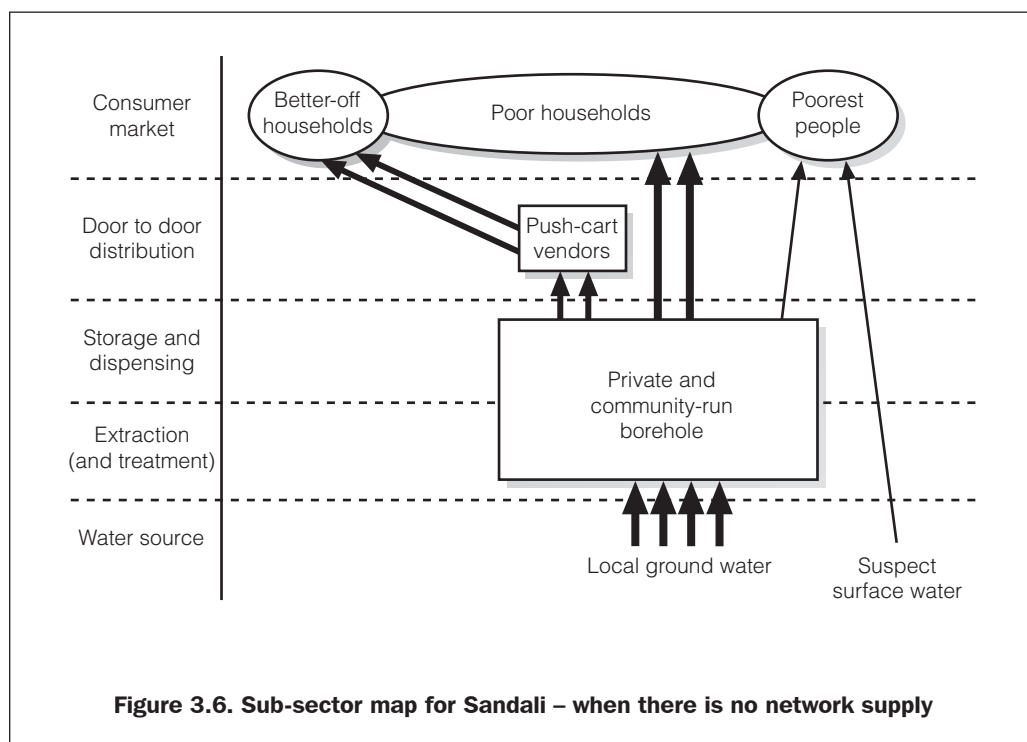 Consumer
market
Better-off
households
Poor households
Poorest
people
Door to door
distribution
Push-cart
vendors
Storage and
dispensing
Private and
community-run
borehole
Extraction
(and treatment)
Water source
Local ground water
Suspect
surface water
Figure 3.6. Sub-sector map for Sandali – when there is no network supply